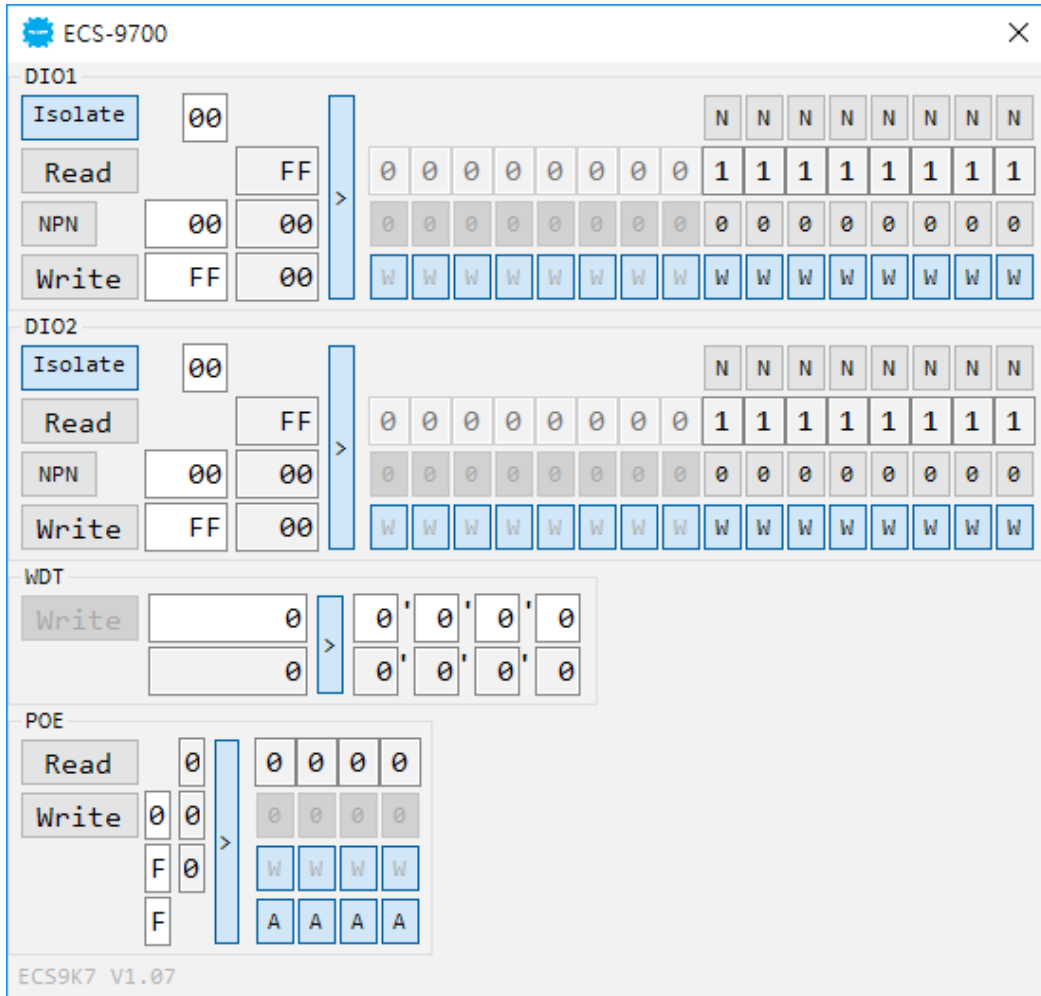 ECS-9700
DIO1
Isolate 00 N N N N N N N N
Read FF > 0 0 0 0 0 0 0 0 1 1 1 1 1 1 1 1
NPN 00 00 0 0 0 0 0 0 0 0 0 0 0 0 0 0 0 0
Write FF 00 W W W W W W W W W W W W W W W W
DIO2
Isolate 00 N N N N N N N N
Read FF > 0 0 0 0 0 0 0 0 1 1 1 1 1 1 1 1
NPN 00 00 0 0 0 0 0 0 0 0 0 0 0 0 0 0 0 0
Write FF 00 W W W W W W W W W W W W W W W W
WDT
Write 0 > 0 ' 0 ' 0 ' 0
0 0 ' 0 ' 0 ' 0
POE
Read 0 0 0 0 0
Write 0 0 > 0 0 0 0
F 0 W W W W
F A A A A
ECS9K7 V1.07